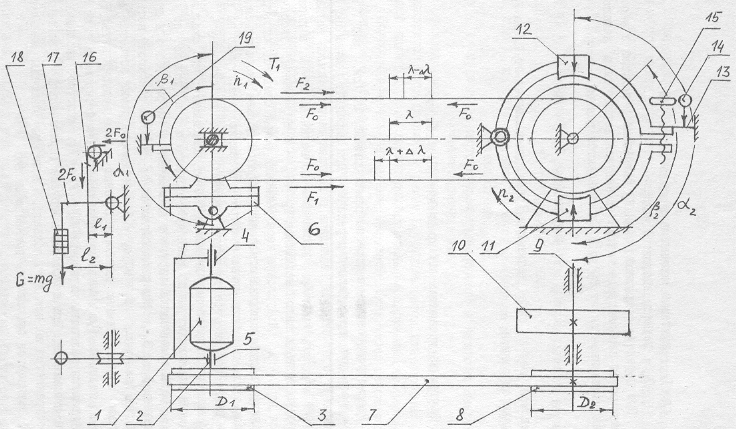 18 17 16 19 12 15 14 13
β1 n1 T1
F2 λ-Δλ
F0 F0
2F0 λ
2F0 α1 F0 λ+Δλ F0
F1
l1 6 n2 β2 α2
l2 4 11 9
G=mg 10
5
D1 D2
1 2 3 7 8